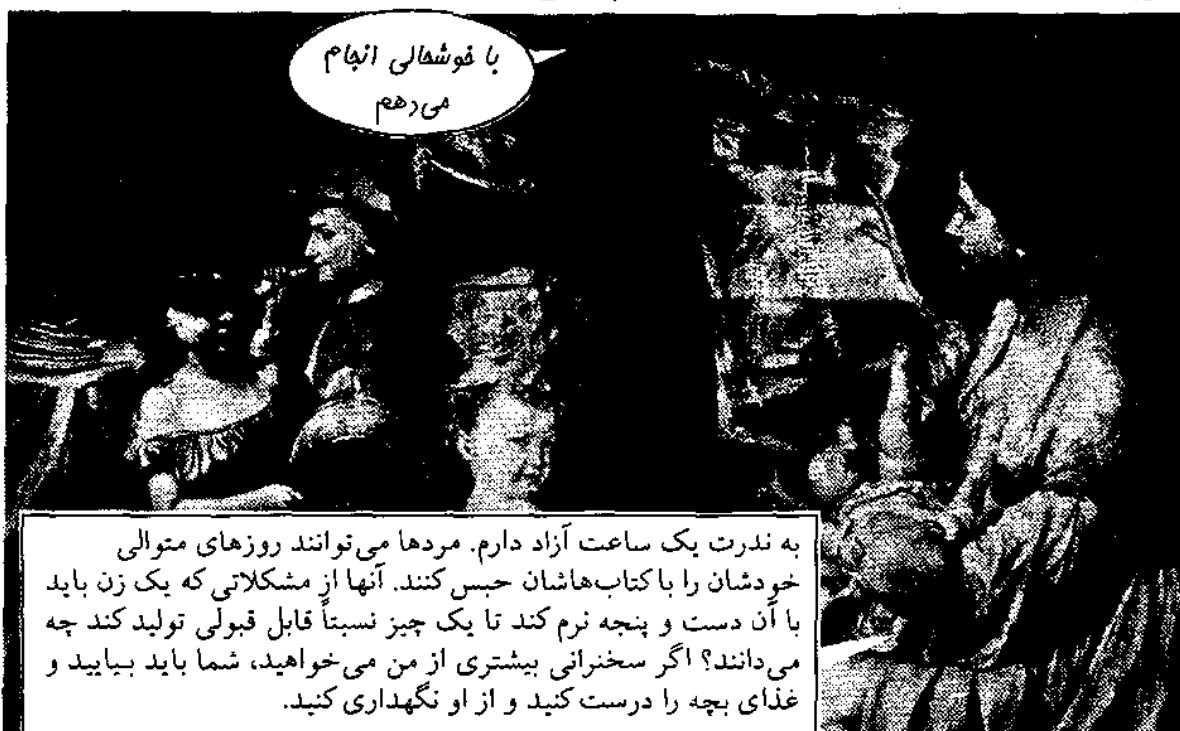 با خوشحالی انجام
می‌دهم
به ندرت یک ساعت آزاد دارم. مردها می‌توانند روزهای متوالی
خودشان را با کتاب‌هاشان حبس کنند. آنها از مشکلاتی که یک زن باید
با آن دست و پنجه نرم کند تا یک چیز نسبتاً قابل قبولی تولید کند چه
می‌دانند؟ اگر سخنرانی بیشتری از من می‌خواهید، شما باید بیایید و
غذای بچه را درست کنید و از او نگهداری کنید.